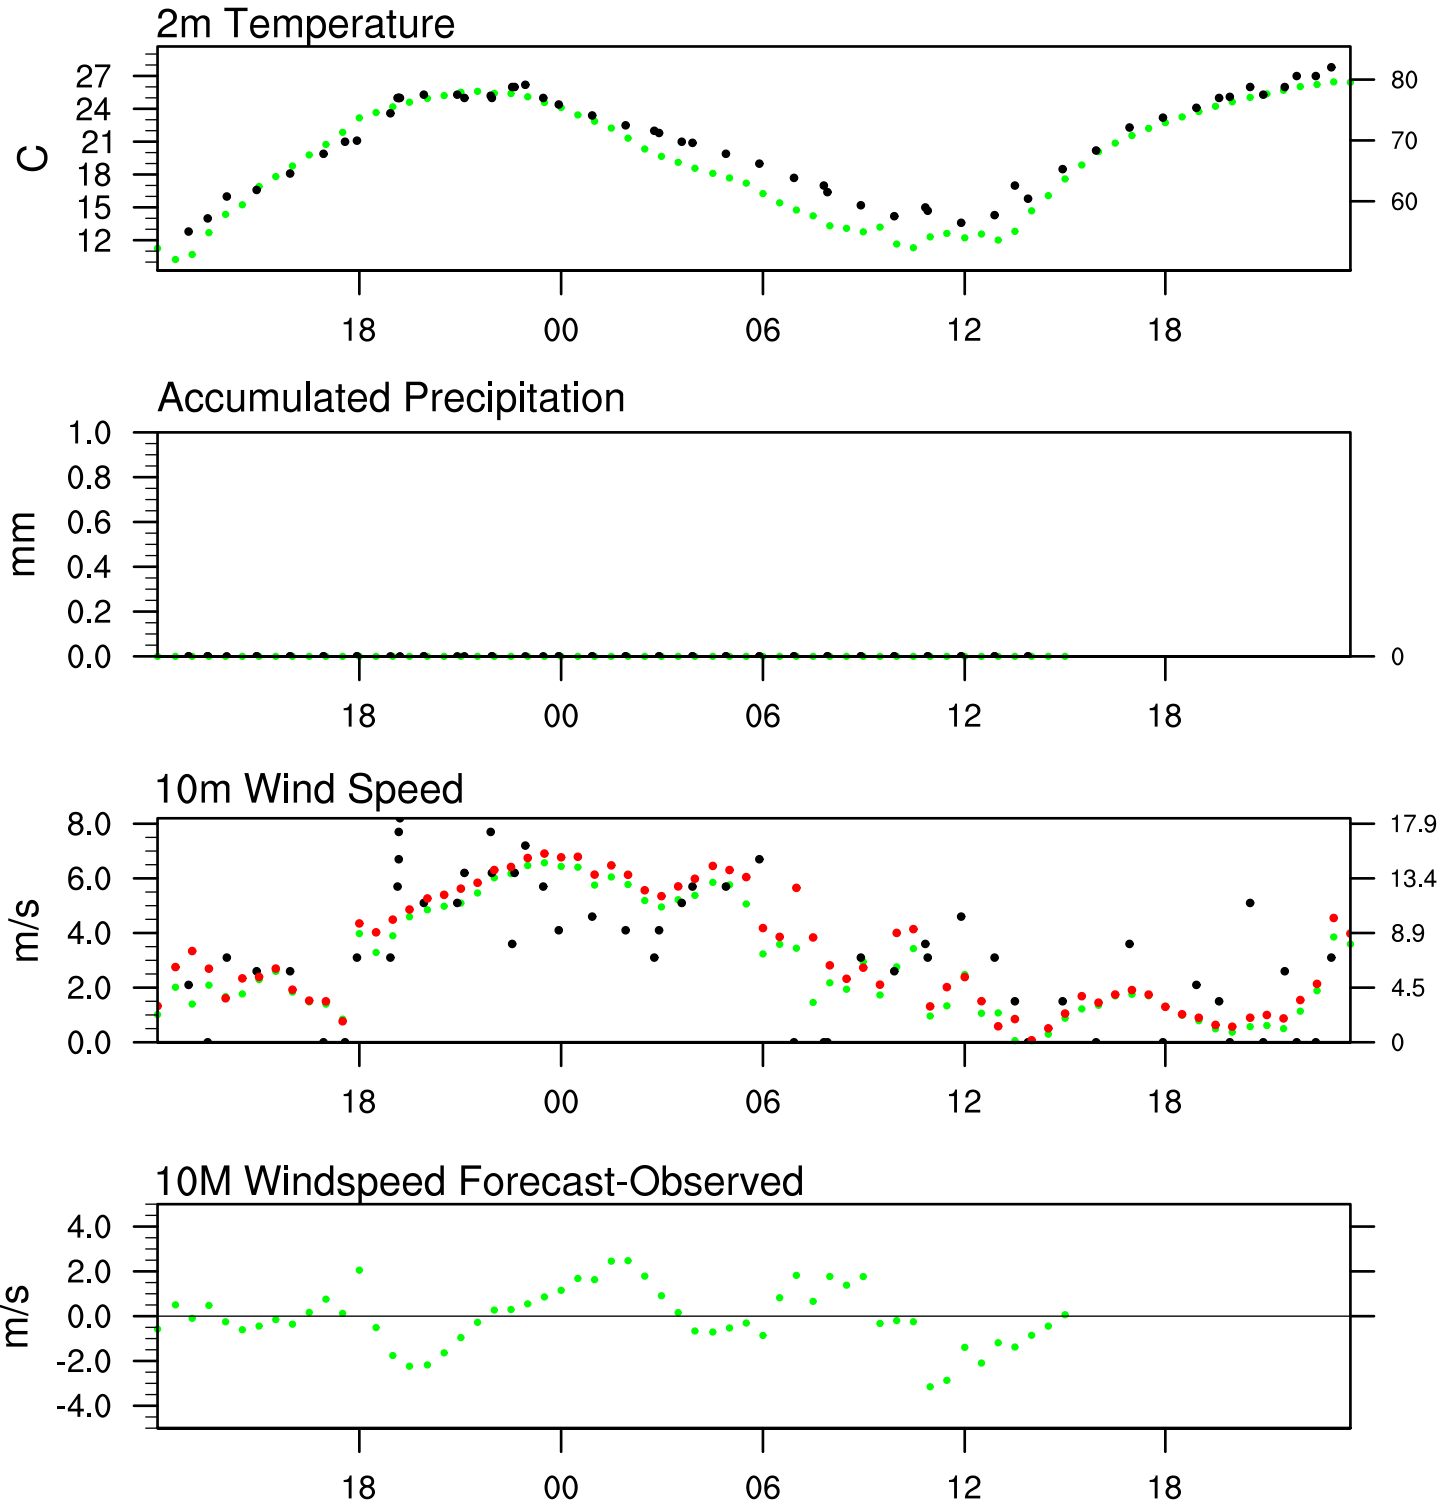 2m Temperature
27
24
21
18
15
12
C
80
70
60
18 00 06 12 18
Accumulated Precipitation
1.0
0.8
0.6
0.4
0.2
0.0
mm
0
18 00 06 12 18
10m Wind Speed
8.0
6.0
4.0
2.0
0.0
m/s
17.9
13.4
8.9
4.5
0
18 00 06 12 18
10M Windspeed Forecast-Observed
4.0
2.0
0.0
-2.0
-4.0
m/s
18 00 06 12 18